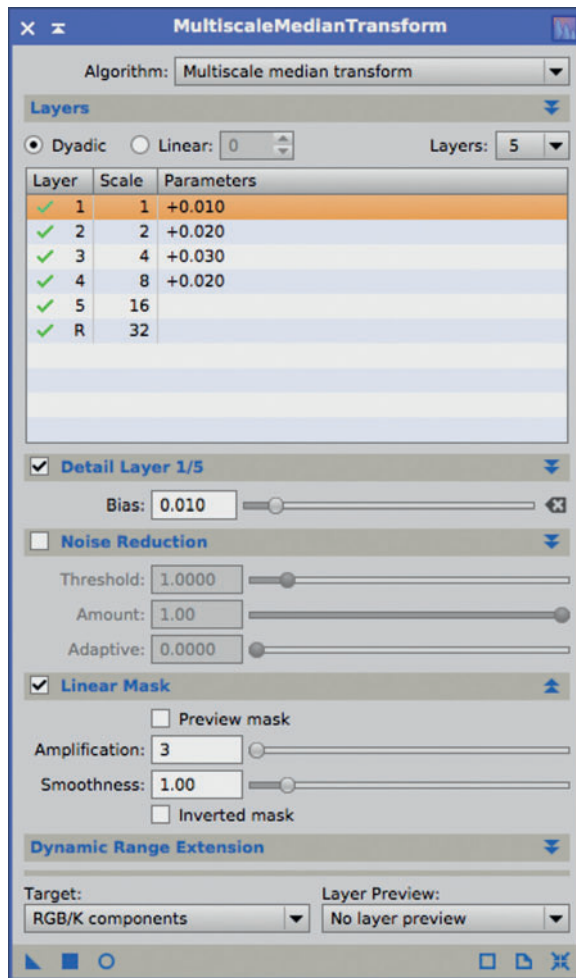 MultiscaleMedianTransform
Algorithm: Multiscale median transform
Layers
Dyadic Linear: 0 Layers: 5
Layer Scale Parameters
1 1 +0.010
2 2 +0.020
3 4 +0.030
4 8 +0.020
5 16
R 32
Detail Layer 1/5
Bias: 0.010
Noise Reduction
Threshold: 1.0000
Amount: 1.00
Adaptive: 0.0000
Linear Mask
Preview mask
Amplification: 3
Smoothness: 1.00
Inverted mask
Dynamic Range Extension
Target: Layer Preview:
RGB/K components No layer preview